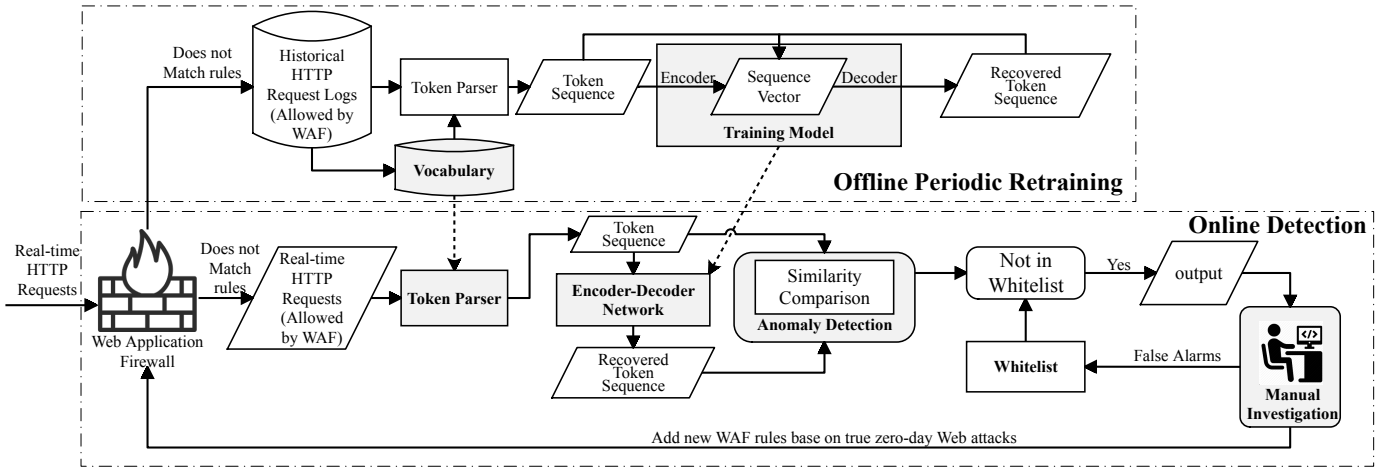 Does not
Match rules
Historical
HTTP
Request Logs
(Allowed by
WAF)
Token Parser
Token
Sequence
Encoder
Sequence
Vector
Decoder
Recovered
Token
Sequence
Training Model
Vocabulary
Offline Periodic Retraining
Online Detection
Real-time
HTTP
Requests
Web Application
Firewall
Does not
Match
rules
Real-time
HTTP
Requests
(Allowed
by WAF)
Token Parser
Token
Sequence
Encoder-Decoder
Network
Recovered
Token
Sequence
Similarity
Comparison
Anomaly Detection
Not in
Whitelist
Yes
output
Whitelist
False Alarms
</>
Manual
Investigation
Add new WAF rules base on true zero-day Web attacks